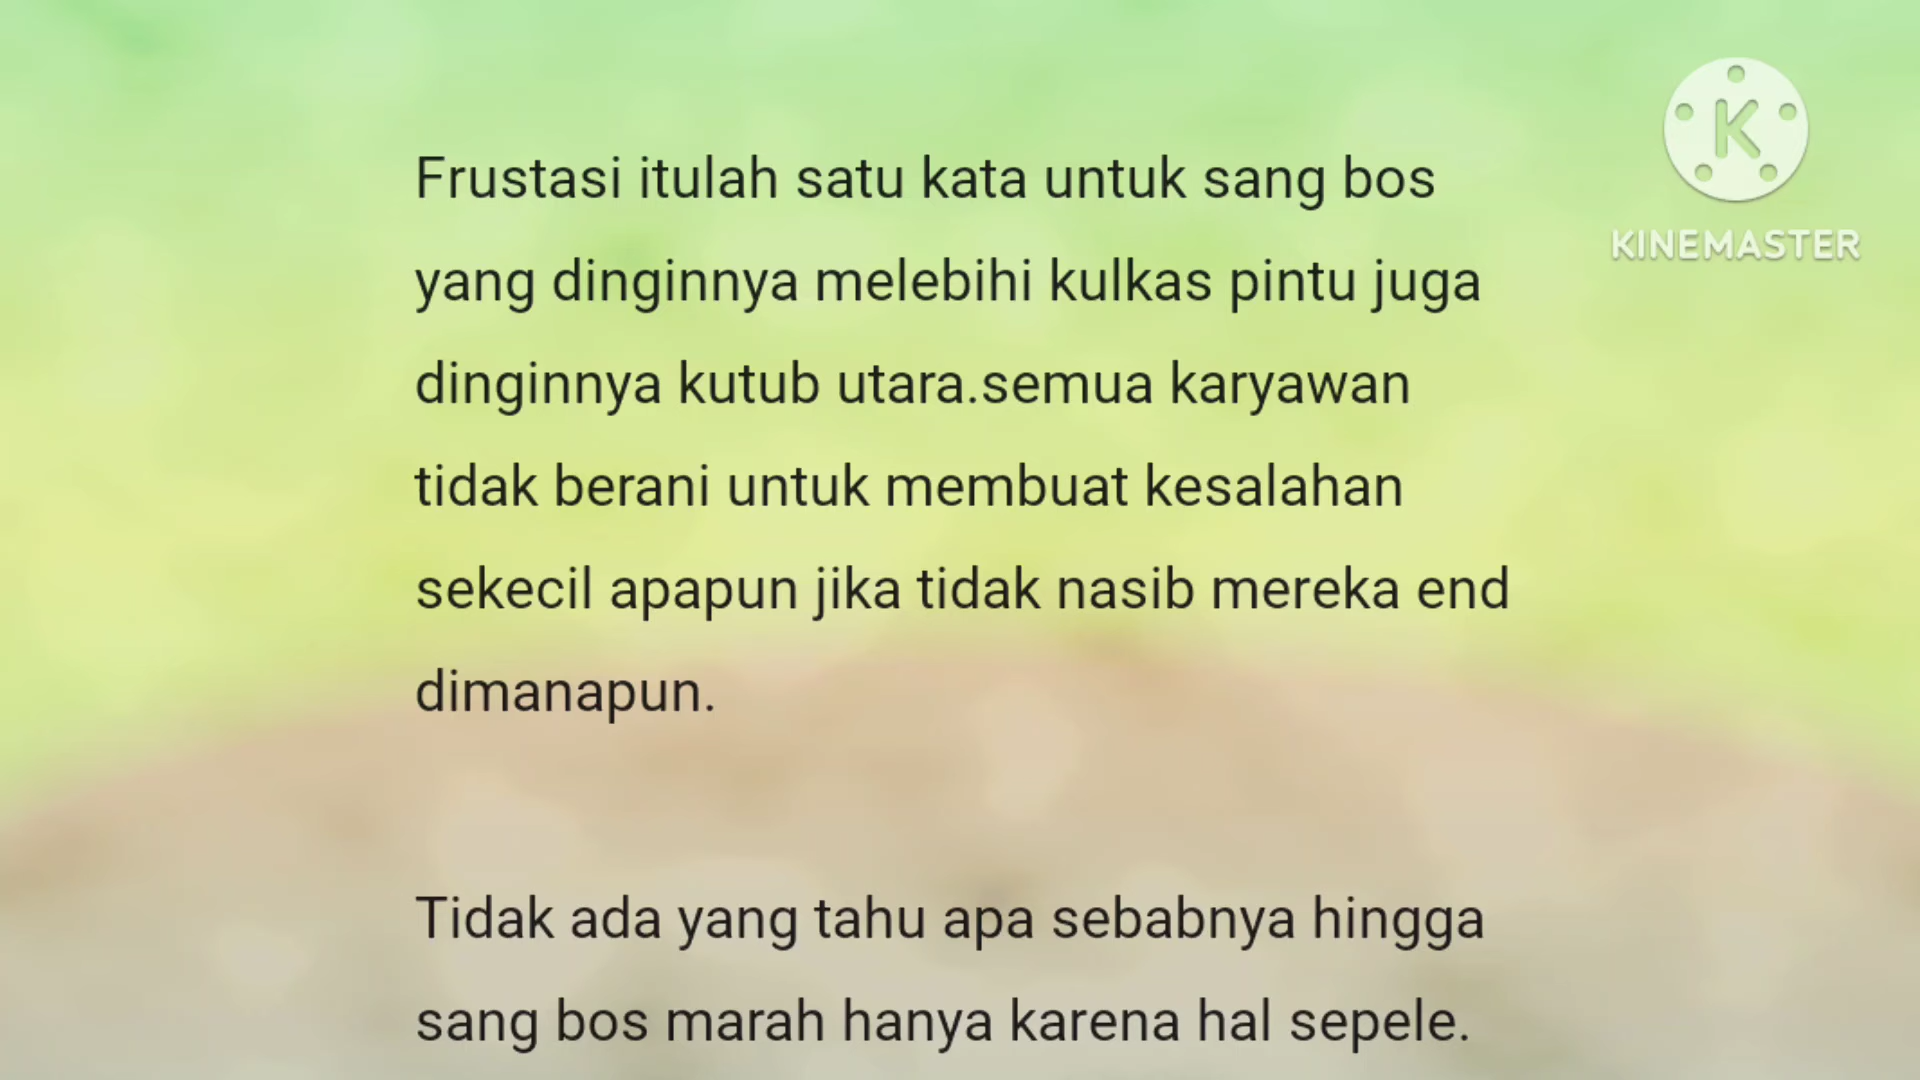 Frustasi itulah satu kata untuk sang bos
yang dinginnya melebihi kulkas pintu juga
dinginnya kutub utara.semua karyawan
tidak berani untuk membuat kesalahan
sekecil apapun jika tidak nasib mereka end
dimanapun.
Tidak ada yang tahu apa sebabnya hingga
sang bos marah hanya karena hal sepele.
K
KINEMASTER